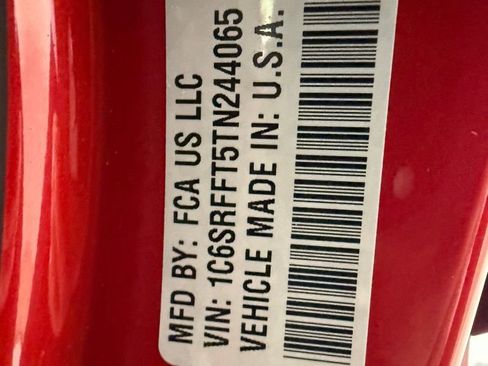 MFD BY: FCA US LLC
VIN: 1C6SRFFT5TN244065
VEHICLE MADE IN: U.S.A.